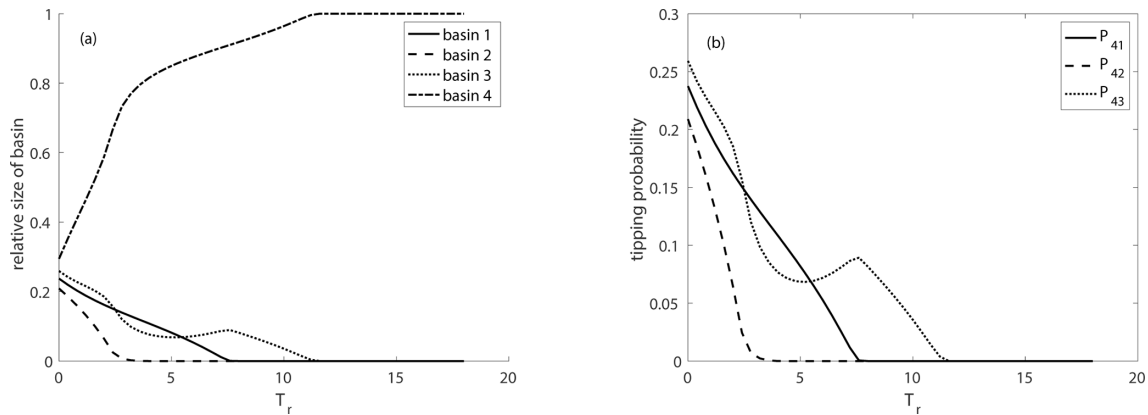 (a)
basin 1
basin 2
basin 3
basin 4
relative size of basin
1
0.8
0.6
0.4
0.2
0
0 5 10 15 20
T_r
(b)
P_41
P_42
P_43
tipping probability
0.3
0.25
0.2
0.15
0.1
0.05
0
0 5 10 15 20
T_r